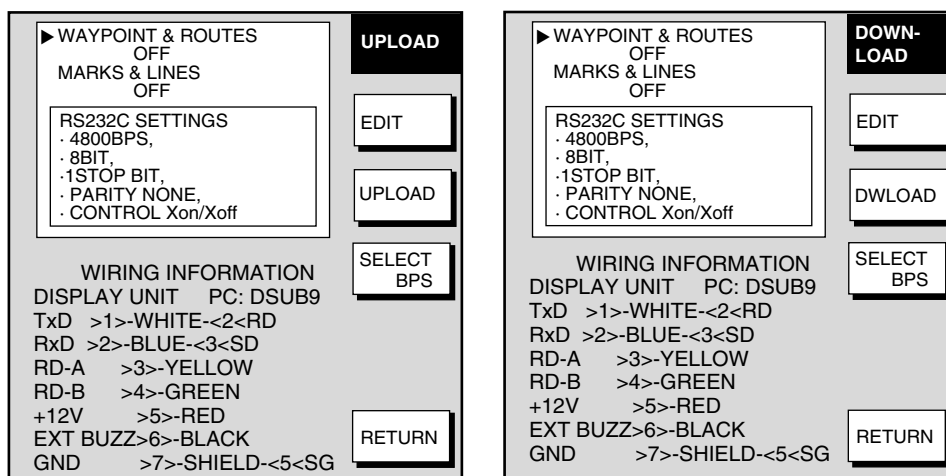 WAYPOINT & ROUTES
OFF
MARKS & LINES
OFF
RS232C SETTINGS
· 4800BPS,
· 8BIT,
·1STOP BIT,
· PARITY NONE,
· CONTROL Xon/Xoff
WIRING INFORMATION
DISPLAY UNIT PC: DSUB9
TxD >1>-WHITE-<2<RD
RxD >2>-BLUE-<3<SD
RD-A >3>-YELLOW
RD-B >4>-GREEN
+12V >5>-RED
EXT BUZZ>6>-BLACK
GND >7>-SHIELD-<5<SG
UPLOAD
EDIT
UPLOAD
SELECT
BPS
RETURN
WAYPOINT & ROUTES
OFF
MARKS & LINES
OFF
RS232C SETTINGS
· 4800BPS,
· 8BIT,
·1STOP BIT,
· PARITY NONE,
· CONTROL Xon/Xoff
WIRING INFORMATION
DISPLAY UNIT PC: DSUB9
TxD >1>-WHITE-<2<RD
RxD >2>-BLUE-<3<SD
RD-A >3>-YELLOW
RD-B >4>-GREEN
+12V >5>-RED
EXT BUZZ>6>-BLACK
GND >7>-SHIELD-<5<SG
DOWN-
LOAD
EDIT
DWLOAD
SELECT
BPS
RETURN